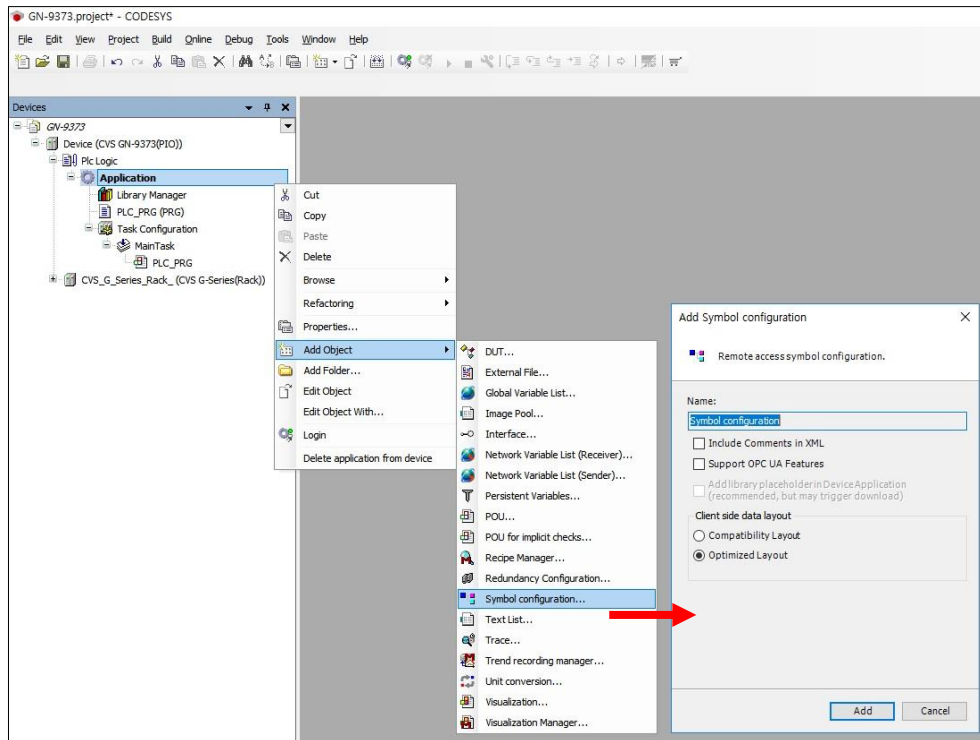 GN-9373.project* - CODESYS
File Edit View Project Build Online Debug Tools Window Help
Devices
GN-9373
Device (CVS GN-9373(PIO))
Plc Logic
Application
Library Manager
PLC_PRG (PRG)
Task Configuration
MainTask
PLC_PRG
CVS_G_Series_Rack_ (CVS G-Series(Rack))
Cut
Copy
Paste
Delete
Browse
Refactoring
Properties...
Add Object
Add Folder...
Edit Object
Edit Object With...
Login
Delete application from device
DUT...
External File...
Global Variable List...
Image Pool...
Interface...
Network Variable List (Receiver)...
Network Variable List (Sender)...
Persistent Variables...
POU...
POU for implicit checks...
Recipe Manager...
Redundancy Configuration...
Symbol configuration...
Text List...
Trace...
Trend recording manager...
Unit conversion...
Visualization...
Visualization Manager...
Add Symbol configuration
Remote access symbol configuration.
Name:
Symbol configuration
Include Comments in XML
Support OPC UA Features
Add library placeholder in Device Application
(recommended, but may trigger download)
Client side data layout
Compatibility Layout
Optimized Layout
Add Cancel